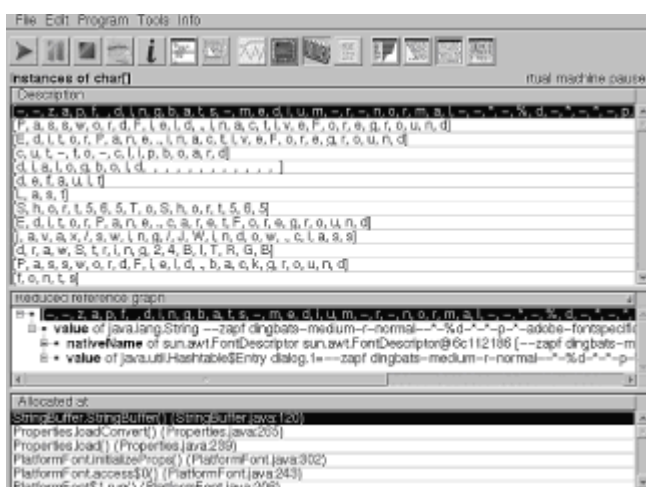 File Edit Program Tools Info
Instances of char[] rtual machine pause
Description
[-, -, z, a, p, f, , d, i, n, g, b, a, t, s, -, m, e, d, i, u, m, -, r, -, n, o, r, m, a, l, -, -, *, -, %, d, -, *, -, *, -, p
[P, a, s, s, w, o, r, d, F, i, e, l, d, ., i, n, a, c, t, i, v, e, F, o, r, e, g, r, o, u, n, d]
[E, d, i, t, o, r, P, a, n, e, ., i, n, a, c, t, i, v, e, F, o, r, e, g, r, o, u, n, d]
[c, u, t, -, t, o, -, c, l, i, p, b, o, a, r, d]
[d, i, a, l, o, g, b, o, l, d, , , , , , , , , , , , ]
[d, e, f, a, u, l, t]
[L, a, s, t]
[S, h, o, r, t, 5, 6, 5, T, o, S, h, o, r, t, 5, 6, 5]
[E, d, i, t, o, r, P, a, n, e, ., c, a, r, e, t, F, o, r, e, g, r, o, u, n, d]
[j, a, v, a, x, /, s, w, i, n, g, /, J, W, i, n, d, o, w, ., c, l, a, s, s]
[d, r, a, w, S, t, r, i, n, g, 2, 4, B, I, T, R, G, B]
[P, a, s, s, w, o, r, d, F, i, e, l, d, ., b, a, c, k, g, r, o, u, n, d]
[f, o, n, t, s]
Reduced reference graph
[-, -, z, a, p, f, , d, i, n, g, b, a, t, s, -, m, e, d, i, u, m, -, r, -, n, o, r, m, a, l, -, -, *, -, %, d, -, *
value of java.lang.String --zapf dingbats-medium-r-normal--*-%d-*-*-p-*-adobe-fontspecific
nativeName of sun.awt.FontDescriptor sun.awt.FontDescriptor@6c112186 [--zapf dingbats-m
value of java.util.Hashtable$Entry dialog.1=--zapf dingbats-medium-r-normal--*-%d-*-*-p-
Allocated at
StringBuffer.StringBuffer() (StringBuffer.java:120)
Properties.loadConvert() (Properties.java:265)
Properties.load() (Properties.java:239)
PlatformFont.initializeProps() (PlatformFont.java:302)
PlatformFont.access$0() (PlatformFont.java:243)